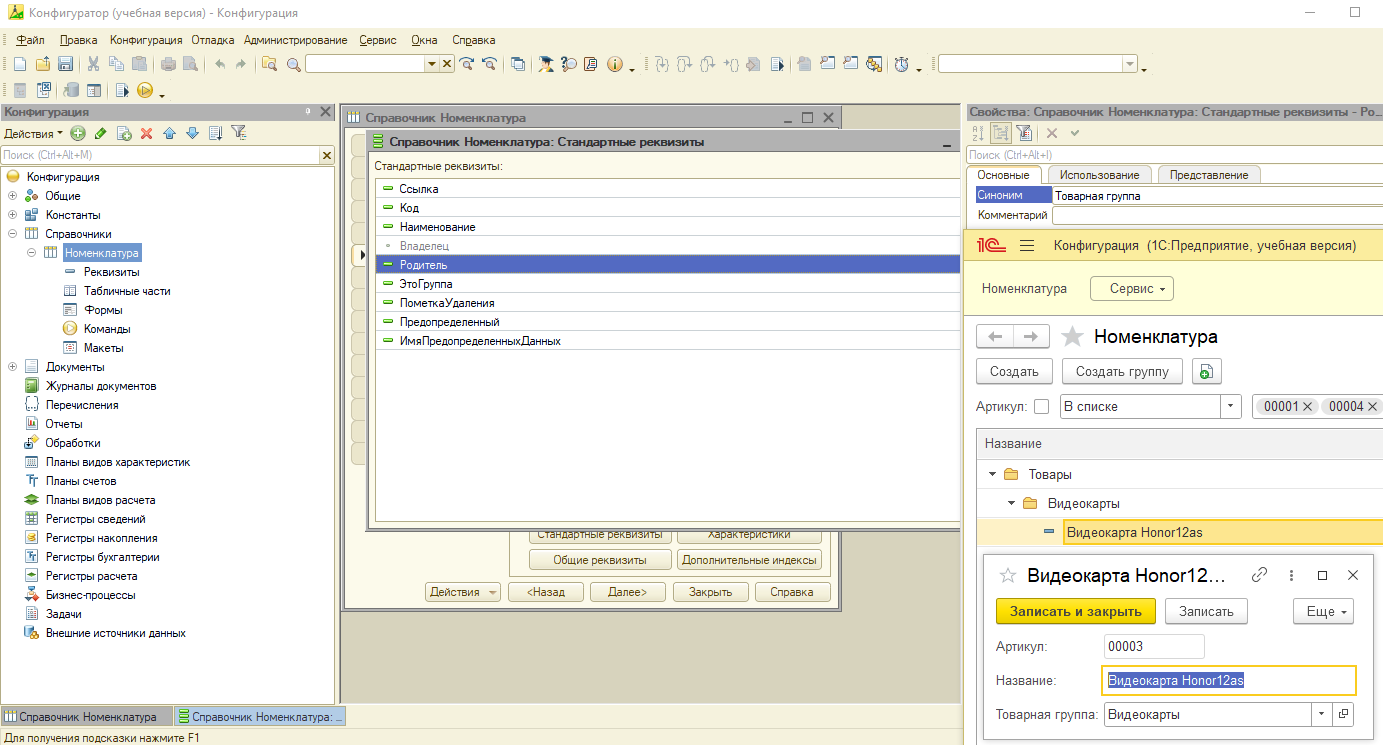 Конфигуратор (учебная версия) - Конфигурация
Файл Правка Конфигурация Отладка Администрирование Сервис Окна Справка
Конфигурация
Действия
Поиск (Ctrl+Alt+M)
Конфигурация
Общие
Константы
Справочники
Номенклатура
Реквизиты
Табличные части
Формы
Команды
Макеты
Документы
Журналы документов
Перечисления
Отчеты
Обработки
Планы видов характеристик
Планы счетов
Планы видов расчета
Регистры сведений
Регистры накопления
Регистры бухгалтерии
Регистры расчета
Бизнес-процессы
Задачи
Внешние источники данных
Справочник Номенклатура
Справочник Номенклатура: Стандартные реквизиты
Стандартные реквизиты:
Ссылка
Код
Наименование
Владелец
Родитель
ЭтоГруппа
ПометкаУдаления
Предопределенный
ИмяПредопределенныхДанных
Стандартные реквизиты Характеристики
Общие реквизиты Дополнительные индексы
Действия <Назад Далее> Закрыть Справка
Свойства: Справочник Номенклатура: Стандартные реквизиты - Ро...
Поиск (Ctrl+Alt+I)
Основные Использование Представление
Синоним Товарная группа
Комментарий
1С Конфигурация (1С:Предприятие, учебная версия)
Номенклатура Сервис
Номенклатура
Создать Создать группу
Артикул: В списке 00001 00004
Название
Товары
Видеокарты
Видеокарта Honor12as
Видеокарта Honor12...
Записать и закрыть Записать Еще
Артикул: 00003
Название: Видеокарта Honor12as
Товарная группа: Видеокарты
Справочник Номенклатура Справочник Номенклатура: ...
Для получения подсказки нажмите F1